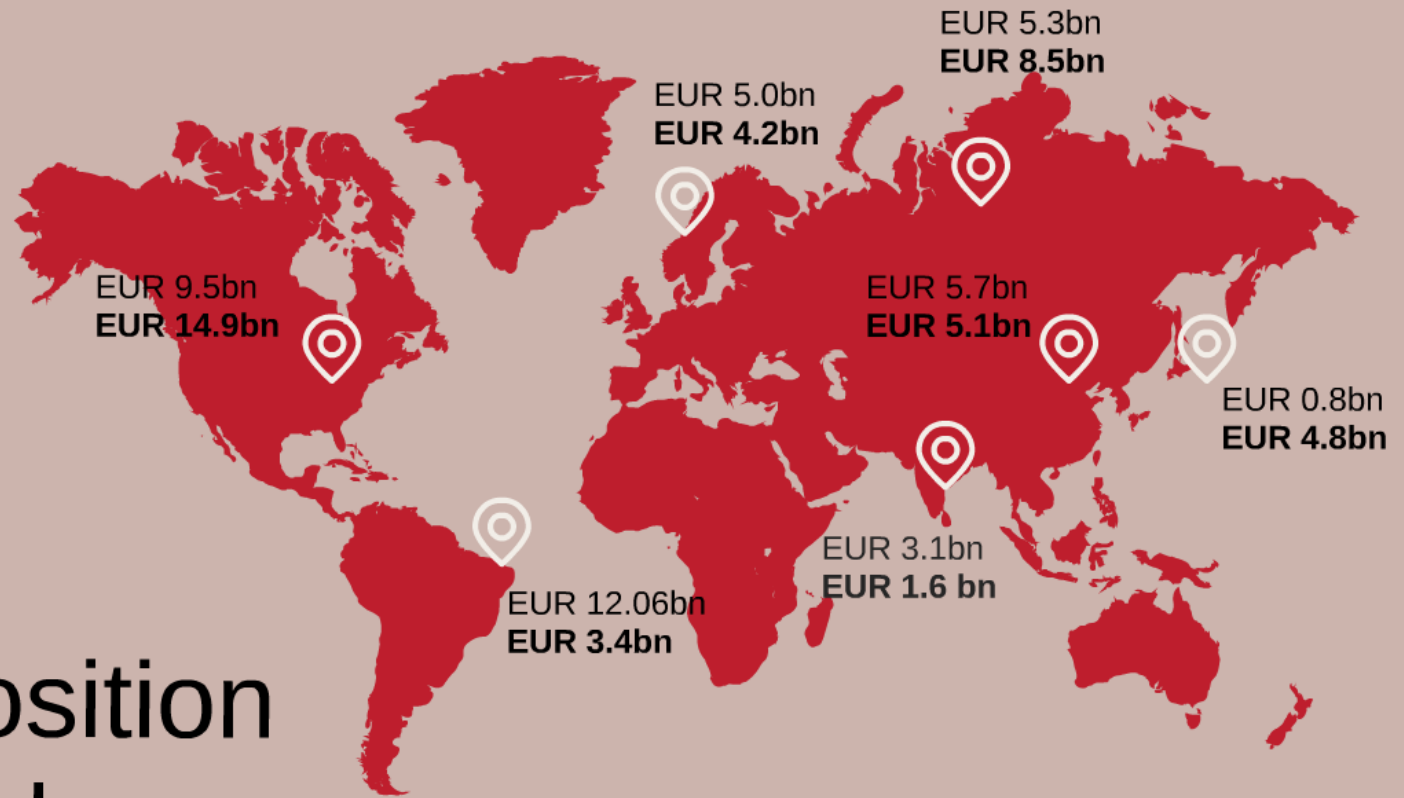 EUR 5.3bn
EUR 8.5bn
EUR 5.0bn
EUR 4.2bn
EUR 9.5bn
EUR 14.9bn
EUR 5.7bn
EUR 5.1bn
EUR 0.8bn
EUR 4.8bn
EUR 3.1bn
EUR 1.6 bn
EUR 12.06bn
EUR 3.4bn
osition